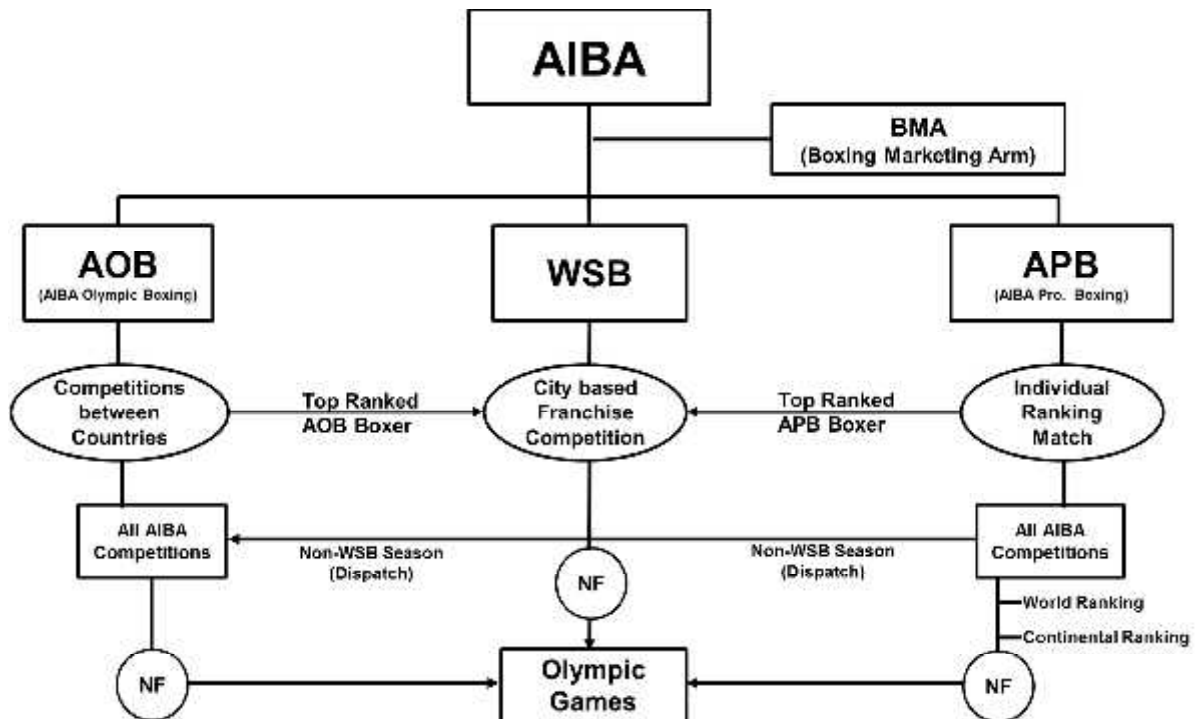 AIBA
BMA
(Boxing Marketing Arm)
AOB
(AIBA Olympic Boxing)
WSB
APB
(AIBA Pro. Boxing)
Competitions
between
Countries
Top Ranked
AOB Boxer
City based
Franchise
Competition
Top Ranked
APB Boxer
Individual
Ranking
Match
All AIBA
Competitions
Non-WSB Season
(Dispatch)
NF
Non-WSB Season
(Dispatch)
All AIBA
Competitions
World Ranking
Continental Ranking
NF
Olympic
Games
NF